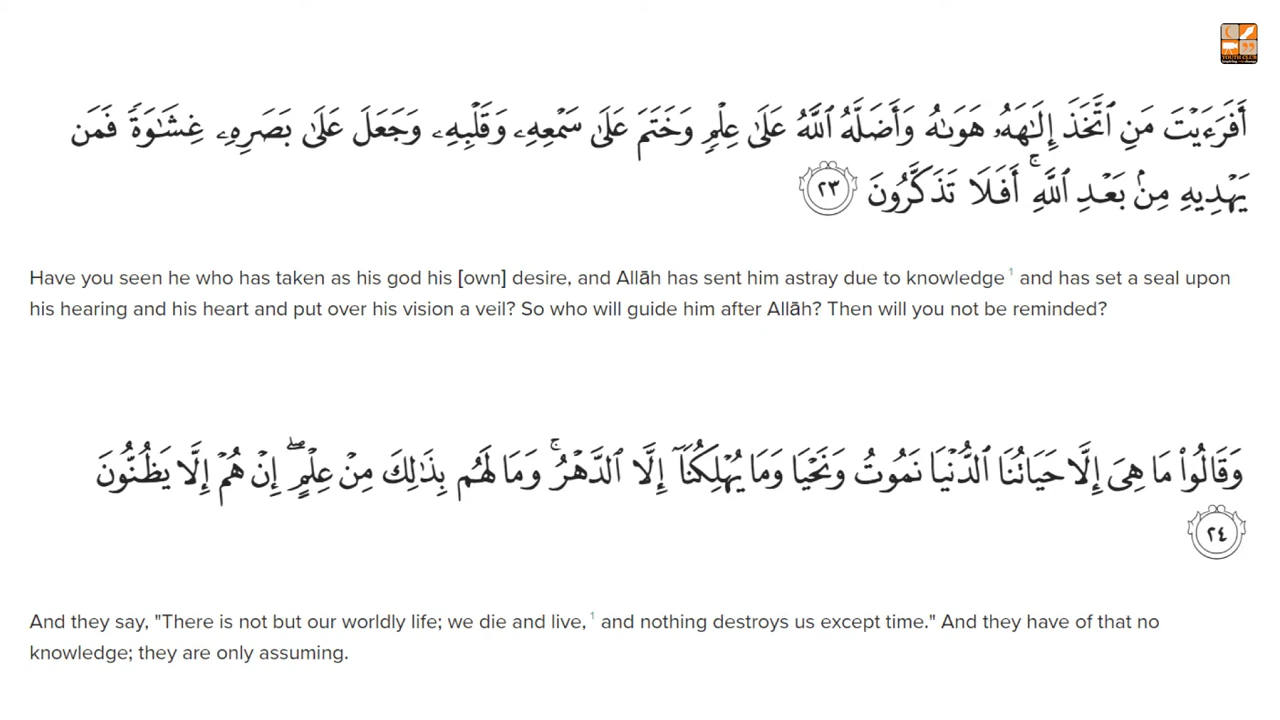 YOUTH CLUB
أَفَرَءَيْتَ مَنِ ٱتَّخَذَ إِلَـٰهَهُۥ هَوَىٰهُ وَأَضَلَّهُ ٱللَّهُ عَلَىٰ عِلْمٍ وَخَتَمَ عَلَىٰ سَمْعِهِۦ وَقَلْبِهِۦ وَجَعَلَ عَلَىٰ بَصَرِهِۦ غِشَـٰوَةً فَمَن
يَهْدِيهِ مِنۢ بَعْدِ ٱللَّهِ ۚ أَفَلَا تَذَكَّرُونَ ٢٣
Have you seen he who has taken as his god his [own] desire, and Allāh has sent him astray due to knowledge¹ and has set a seal upon
his hearing and his heart and put over his vision a veil? So who will guide him after Allāh? Then will you not be reminded?
وَقَالُوا۟ مَا هِىَ إِلَّا حَيَاتُنَا ٱلدُّنْيَا نَمُوتُ وَنَحْيَا وَمَا يُهْلِكُنَآ إِلَّا ٱلدَّهْرُ ۚ وَمَا لَهُم بِذَٰلِكَ مِنْ عِلْمٍ ۖ إِنْ هُمْ إِلَّا يَظُنُّونَ
٢٤
And they say, "There is not but our worldly life; we die and live,¹ and nothing destroys us except time." And they have of that no
knowledge; they are only assuming.